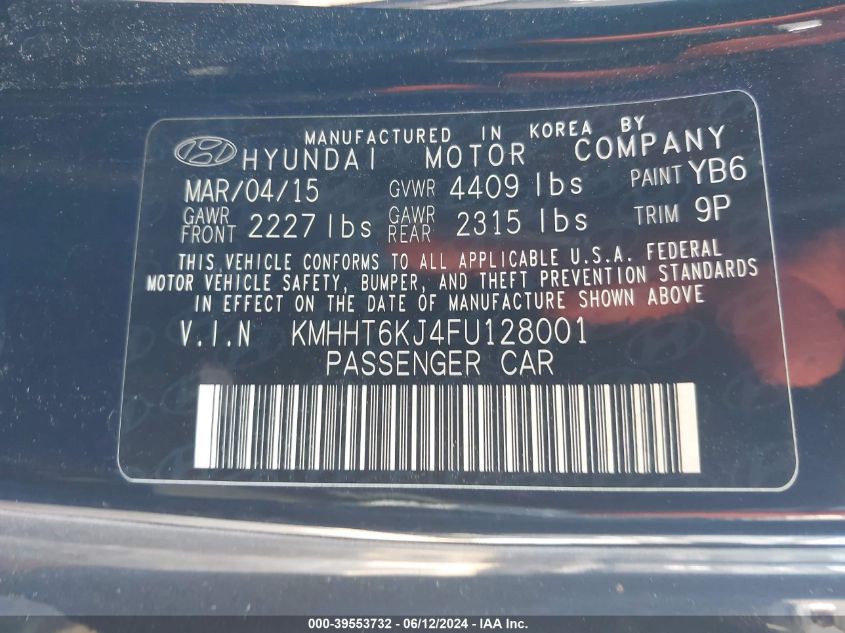 MANUFACTURED IN KOREA BY
HYUNDAI MOTOR COMPANY
MAR/04/15 GVWR 4409 lbs PAINT YB6
GAWR FRONT 2227 lbs GAWR REAR 2315 lbs TRIM 9P
THIS VEHICLE CONFORMS TO ALL APPLICABLE U.S.A. FEDERAL
MOTOR VEHICLE SAFETY, BUMPER, AND THEFT PREVENTION STANDARDS
IN EFFECT ON THE DATE OF MANUFACTURE SHOWN ABOVE
V.I.N KMHHT6KJ4FU128001
PASSENGER CAR
000-39553732 - 06/12/2024 - © IAA, Inc.